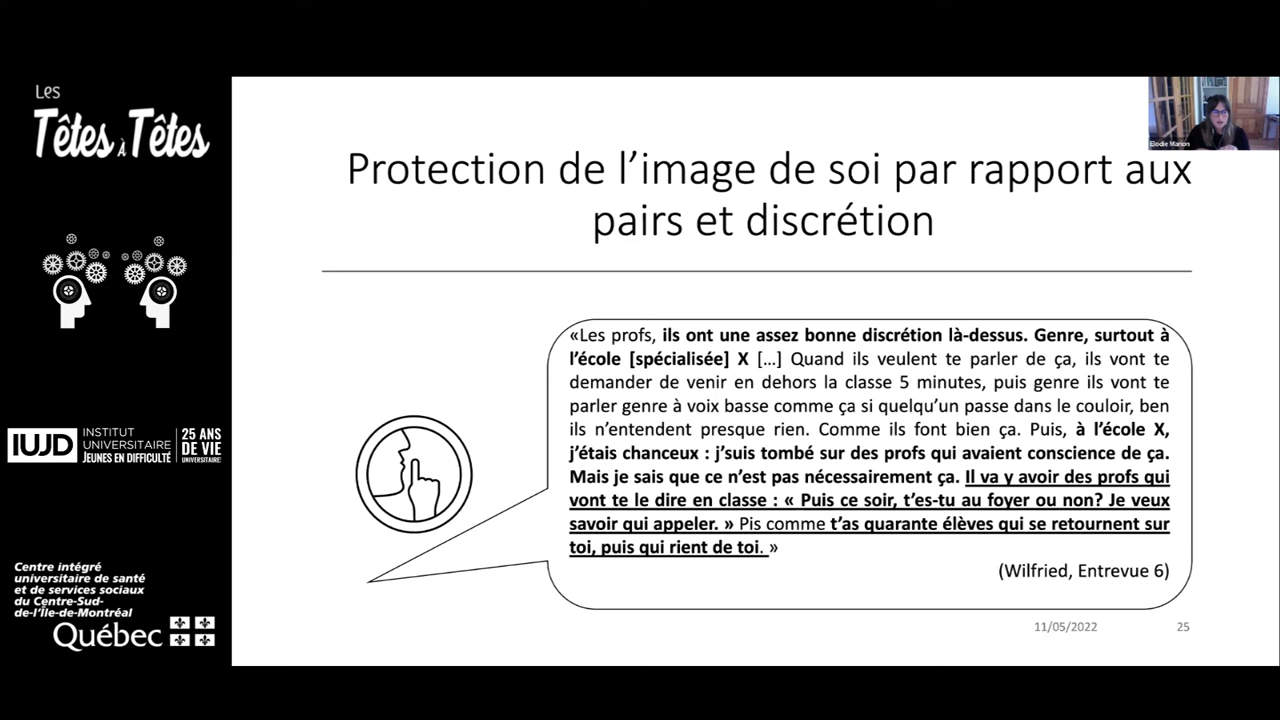 Les
Têtes à Têtes
IUJD
INSTITUT
UNIVERSITAIRE
JEUNES EN DIFFICULTÉ
25 ANS
DE VIE
UNIVERSITAIRE!
Centre intégré
universitaire de santé
et de services sociaux
du Centre-Sud-
de-l'Île-de-Montréal
Québec
Elodie Marion
Protection de l’image de soi par rapport aux
pairs et discrétion
«Les profs, ils ont une assez bonne discrétion là-dessus. Genre, surtout à
l’école [spécialisée] X […] Quand ils veulent te parler de ça, ils vont te
demander de venir en dehors la classe 5 minutes, puis genre ils vont te
parler genre à voix basse comme ça si quelqu’un passe dans le couloir, ben
ils n’entendent presque rien. Comme ils font bien ça. Puis, à l’école X,
j’étais chanceux : j’suis tombé sur des profs qui avaient conscience de ça.
Mais je sais que ce n’est pas nécessairement ça. Il va y avoir des profs qui
vont te le dire en classe : « Puis ce soir, t’es-tu au foyer ou non? Je veux
savoir qui appeler. » Pis comme t’as quarante élèves qui se retournent sur
toi, puis qui rient de toi. »
(Wilfried, Entrevue 6)
11/05/2022
25